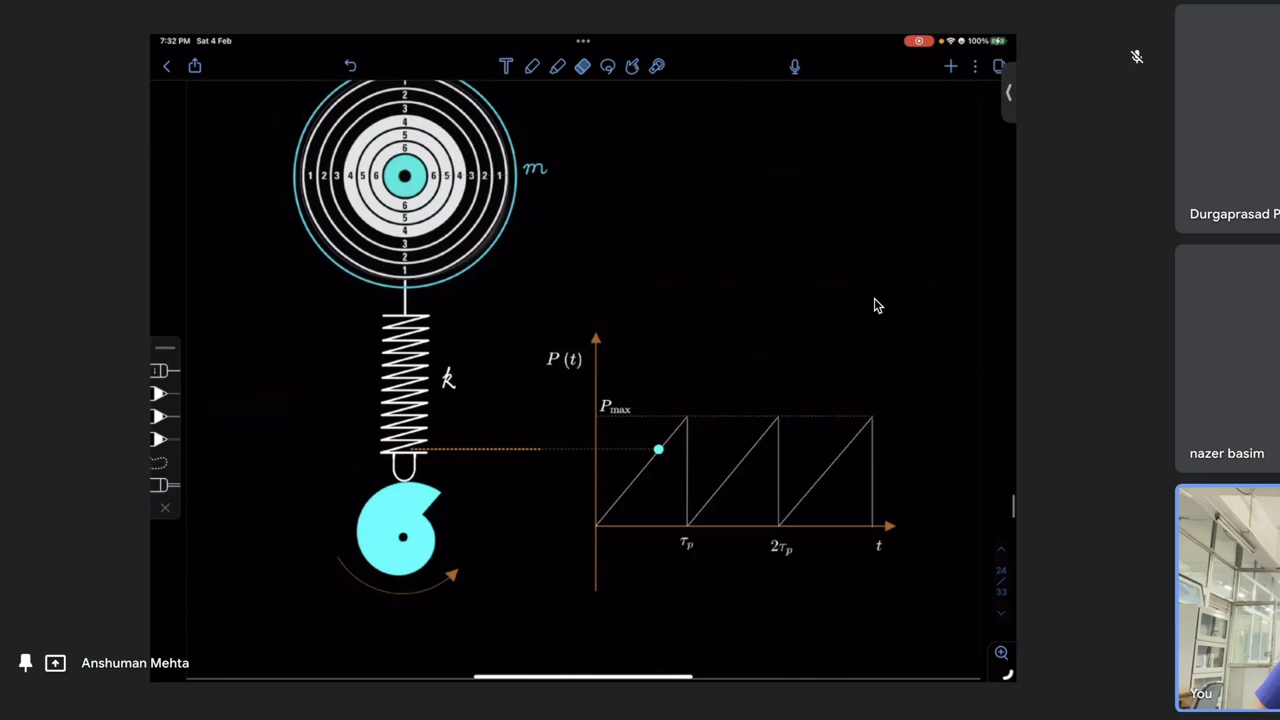 7:32 PM Sat 4 Feb
100%
1
2
3
4
5
6
1 2 3 4 5 6 6 5 4 3 2 1
6
5
4
3
2
1
m
Durgaprasad P
k
P (t)
P_max
nazer basim
τ_p 2τ_p t
24
33
Anshuman Mehta
You